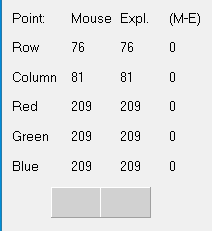 Point: Mouse Expl. (M-E)
Row 76 76 0
Column 81 81 0
Red 209 209 0
Green 209 209 0
Blue 209 209 0